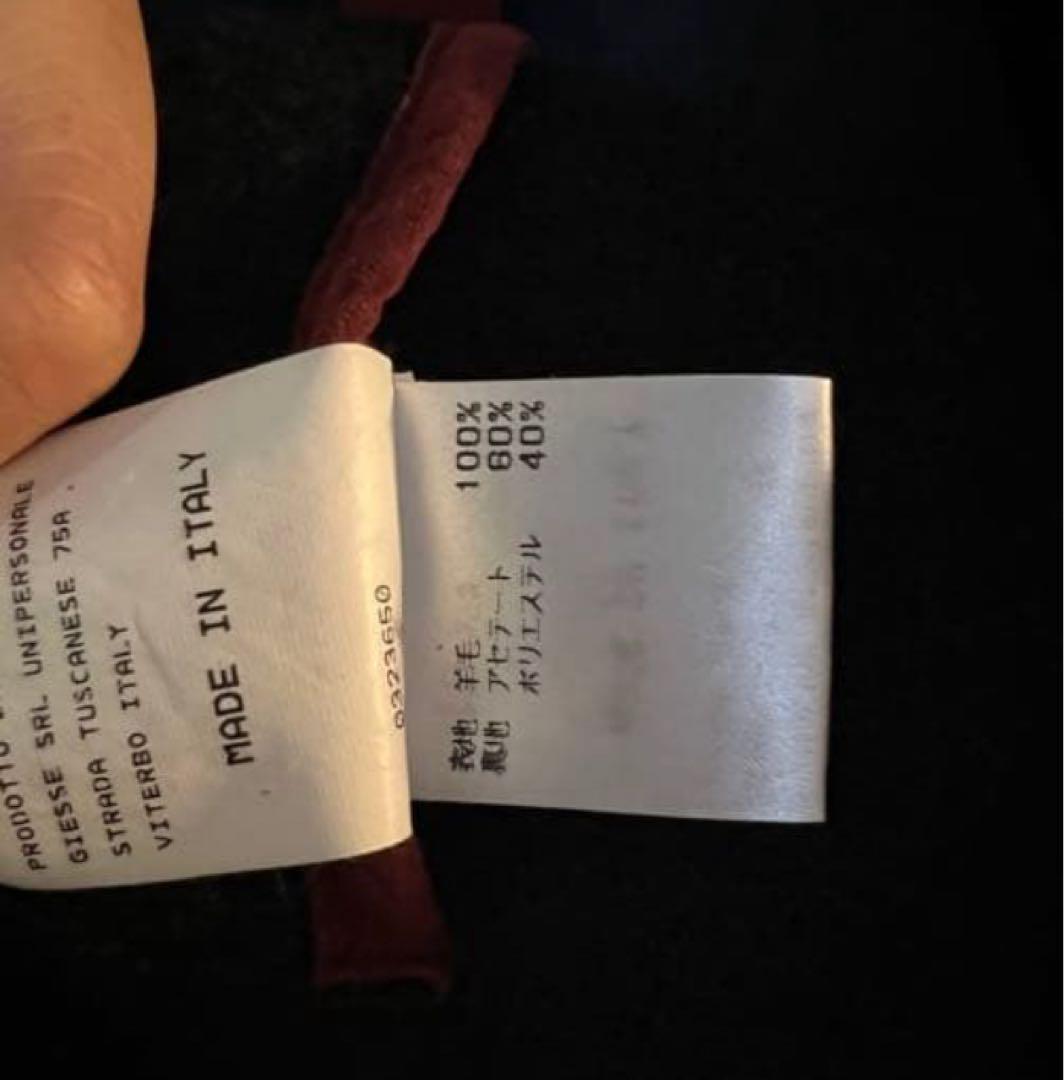 PRODOTTO
GIESSE SRL UNIPERSONALE
STRADA TUSCANESE 75A
VITERBO ITALY
MADE IN ITALY
表地 羊毛 100%
裏地 アセテート 60%
ポリエステル 40%